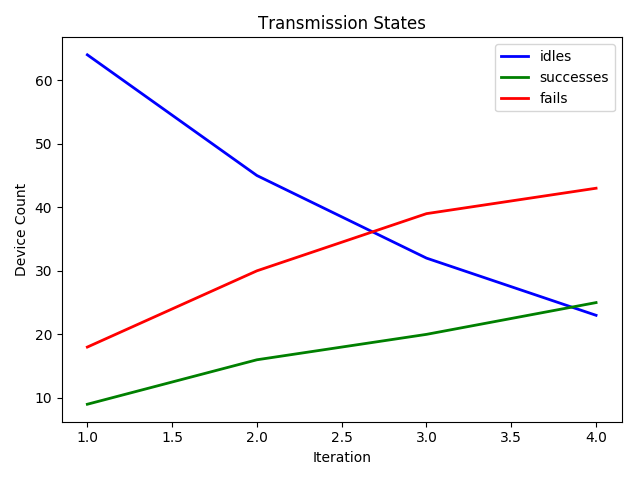 Transmission States
idles
successes
fails
Device Count
60
50
40
30
20
10
1.0 1.5 2.0 2.5 3.0 3.5 4.0
Iteration